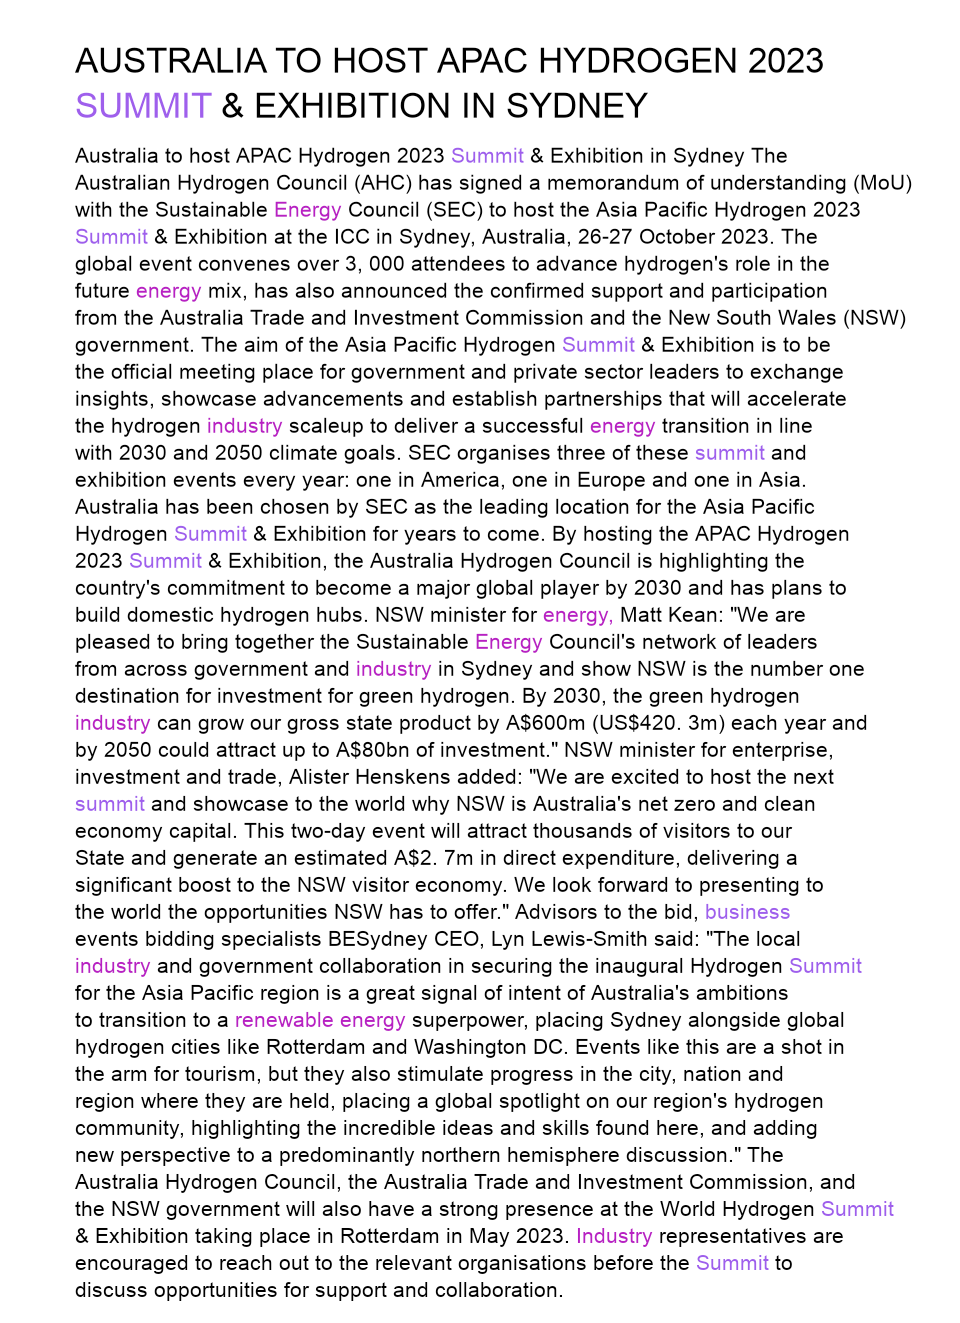 AUSTRALIA TO HOST APAC HYDROGEN 2023
SUMMIT & EXHIBITION IN SYDNEY
Australia to host APAC Hydrogen 2023 Summit & Exhibition in Sydney The
Australian Hydrogen Council (AHC) has signed a memorandum of understanding (MoU)
with the Sustainable Energy Council (SEC) to host the Asia Pacific Hydrogen 2023
Summit & Exhibition at the ICC in Sydney, Australia, 26-27 October 2023. The
global event convenes over 3, 000 attendees to advance hydrogen's role in the
future energy mix, has also announced the confirmed support and participation
from the Australia Trade and Investment Commission and the New South Wales (NSW)
government. The aim of the Asia Pacific Hydrogen Summit & Exhibition is to be
the official meeting place for government and private sector leaders to exchange
insights, showcase advancements and establish partnerships that will accelerate
the hydrogen industry scaleup to deliver a successful energy transition in line
with 2030 and 2050 climate goals. SEC organises three of these summit and
exhibition events every year: one in America, one in Europe and one in Asia.
Australia has been chosen by SEC as the leading location for the Asia Pacific
Hydrogen Summit & Exhibition for years to come. By hosting the APAC Hydrogen
2023 Summit & Exhibition, the Australia Hydrogen Council is highlighting the
country's commitment to become a major global player by 2030 and has plans to
build domestic hydrogen hubs. NSW minister for energy, Matt Kean: "We are
pleased to bring together the Sustainable Energy Council's network of leaders
from across government and industry in Sydney and show NSW is the number one
destination for investment for green hydrogen. By 2030, the green hydrogen
industry can grow our gross state product by A$600m (US$420. 3m) each year and
by 2050 could attract up to A$80bn of investment." NSW minister for enterprise,
investment and trade, Alister Henskens added: "We are excited to host the next
summit and showcase to the world why NSW is Australia's net zero and clean
economy capital. This two-day event will attract thousands of visitors to our
State and generate an estimated A$2. 7m in direct expenditure, delivering a
significant boost to the NSW visitor economy. We look forward to presenting to
the world the opportunities NSW has to offer." Advisors to the bid, business
events bidding specialists BESydney CEO, Lyn Lewis-Smith said: "The local
industry and government collaboration in securing the inaugural Hydrogen Summit
for the Asia Pacific region is a great signal of intent of Australia's ambitions
to transition to a renewable energy superpower, placing Sydney alongside global
hydrogen cities like Rotterdam and Washington DC. Events like this are a shot in
the arm for tourism, but they also stimulate progress in the city, nation and
region where they are held, placing a global spotlight on our region's hydrogen
community, highlighting the incredible ideas and skills found here, and adding
new perspective to a predominantly northern hemisphere discussion." The
Australia Hydrogen Council, the Australia Trade and Investment Commission, and
the NSW government will also have a strong presence at the World Hydrogen Summit
& Exhibition taking place in Rotterdam in May 2023. Industry representatives are
encouraged to reach out to the relevant organisations before the Summit to
discuss opportunities for support and collaboration.